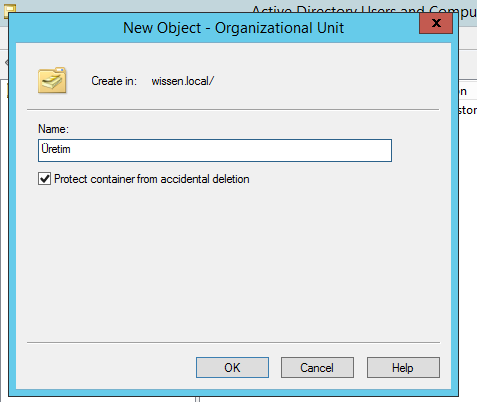 Active Directory Users and Compu
New Object - Organizational Unit
x
Create in: wissen.local/
Name:
Üretim
Protect container from accidental deletion
OK Cancel Help